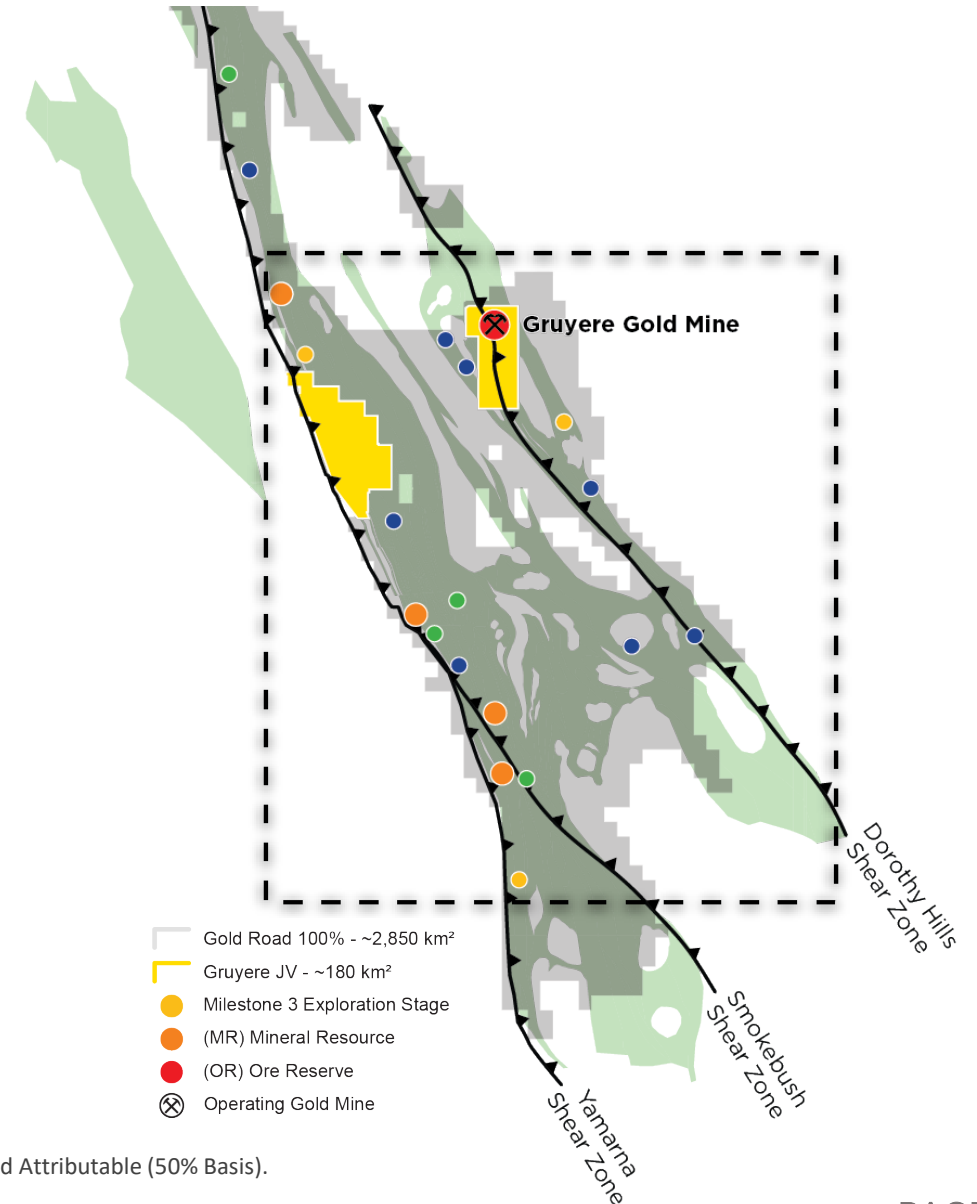 Gruyere Gold Mine
Dorothy Hills
Shear Zone
Gold Road 100% - ~2,850 km²
Gruyere JV - ~180 km²
Milestone 3 Exploration Stage
(MR) Mineral Resource
(OR) Ore Reserve
Operating Gold Mine
Smokebush
Shear Zone
Yamarna
Shear Zone
d Attributable (50% Basis).